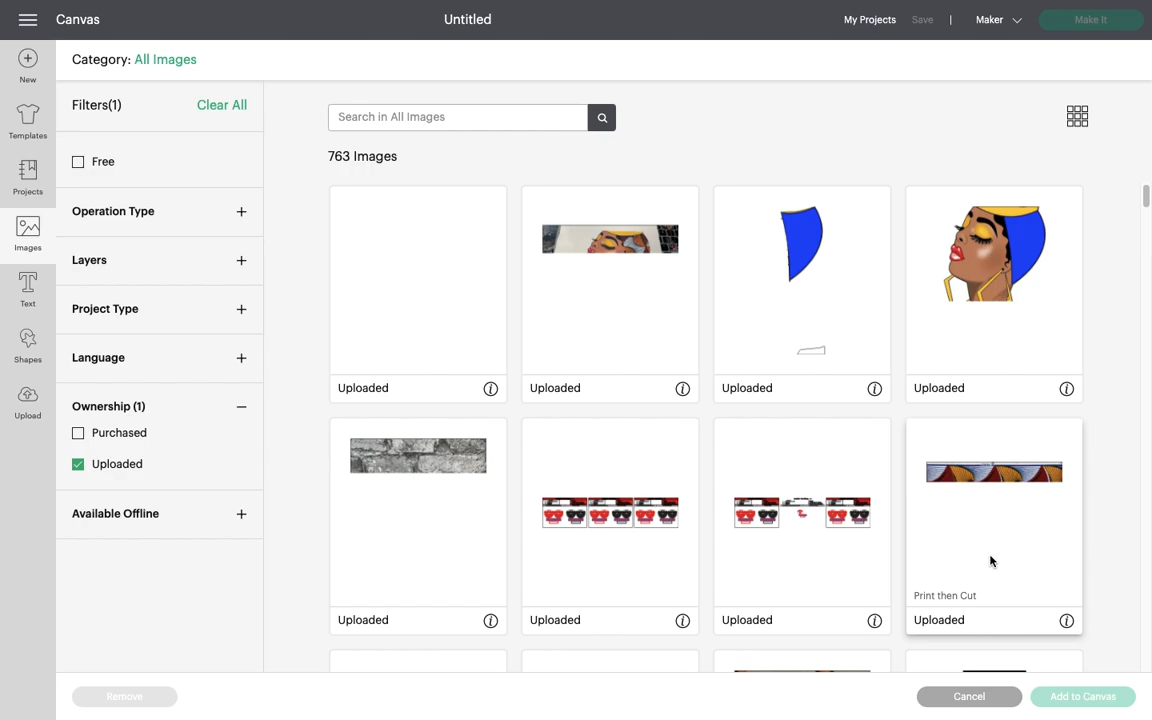 Canvas
Untitled
My Projects
Save
|
Maker
Make It
New
Templates
Projects
Images
Text
Shapes
Upload
Category: All Images
Filters(1)
Clear All
Free
Operation Type
Layers
Project Type
Language
Ownership (1)
Purchased
Uploaded
Available Offline
Search in All Images
763 Images
Uploaded
Uploaded
Uploaded
Uploaded
Print then Cut
Uploaded
Uploaded
Uploaded
Uploaded
Remove
Cancel
Add to Canvas